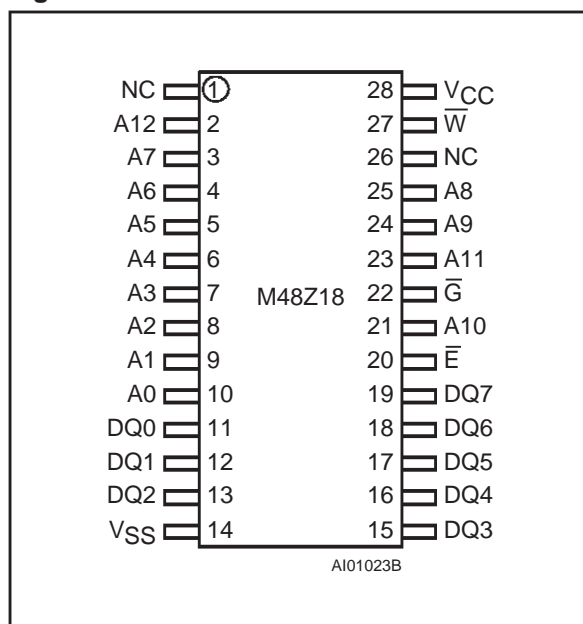 NC 1 28 VCC
A12 2 27 W̅
A7 3 26 NC
A6 4 25 A8
A5 5 24 A9
A4 6 23 A11
A3 7 M48Z18 22 G̅
A2 8 21 A10
A1 9 20 E̅
A0 10 19 DQ7
DQ0 11 18 DQ6
DQ1 12 17 DQ5
DQ2 13 16 DQ4
VSS 14 15 DQ3
AI01023B